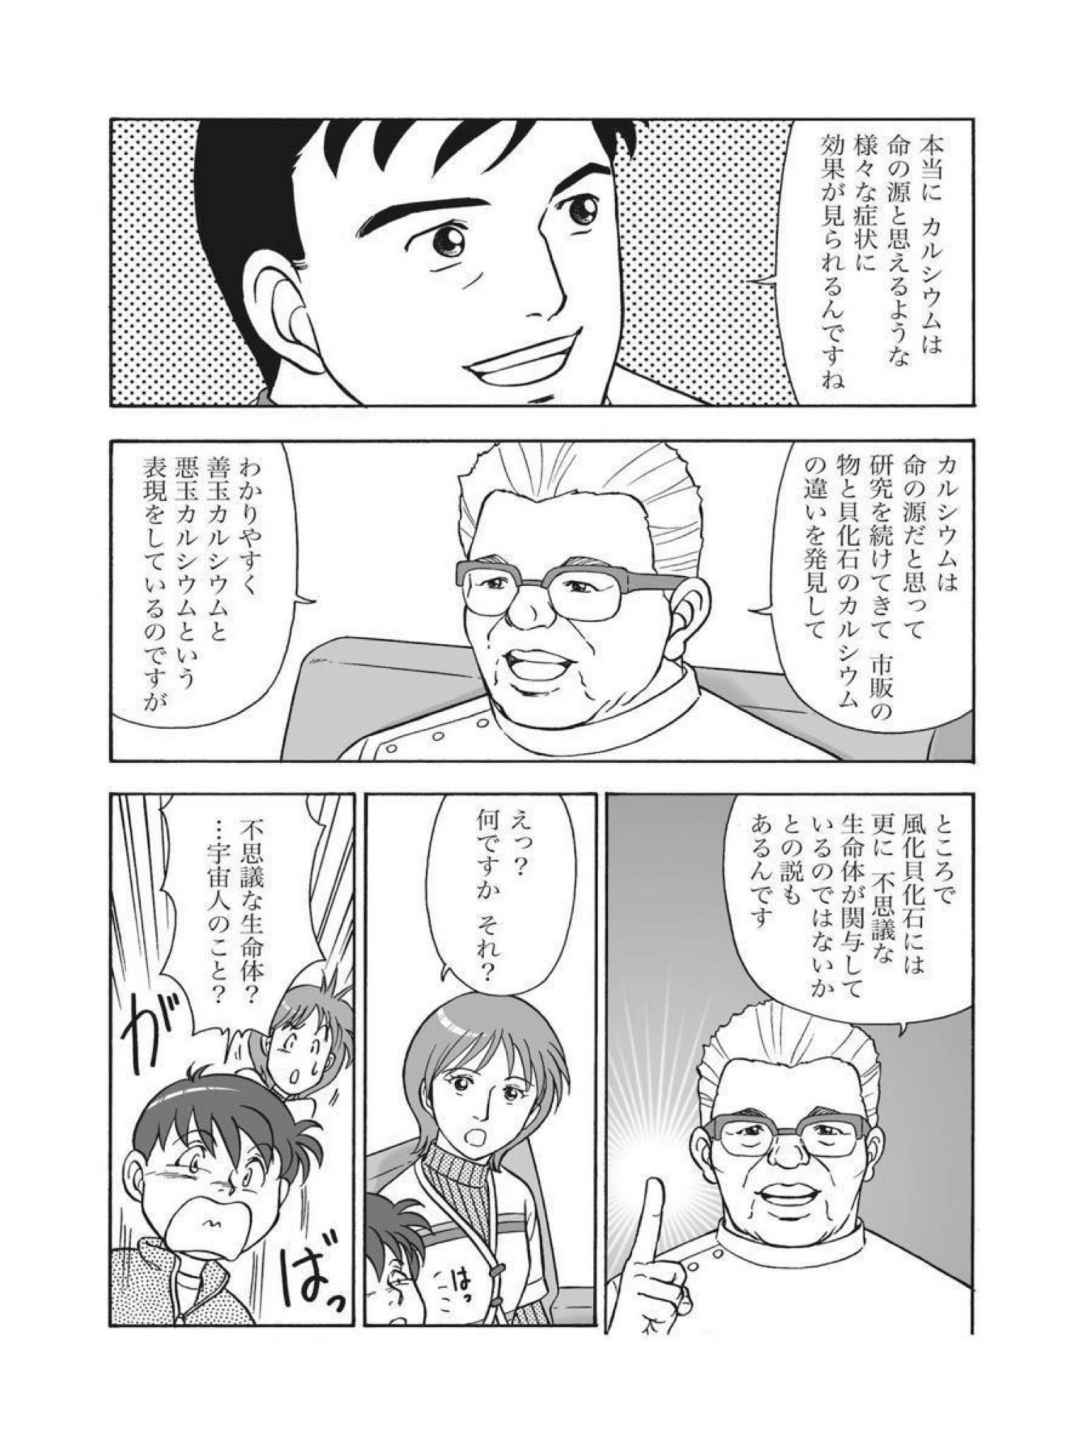 本当に カルシウムは
命の源と思えるような
様々な症状に
効果が見られるんですね
カルシウムは
命の源だと思って
研究を続けてきて 市販の
物と貝化石のカルシウム
の違いを発見して
わかりやすく
善玉カルシウムと
悪玉カルシウムという
表現をしているのですが
ところで
風化貝化石には
更に 不思議な
生命体が関与して
いるのではないか
との説も
あるんです
えっ?
何ですか それ?
はっ
不思議な生命体?
…宇宙人のこと?
がばっ